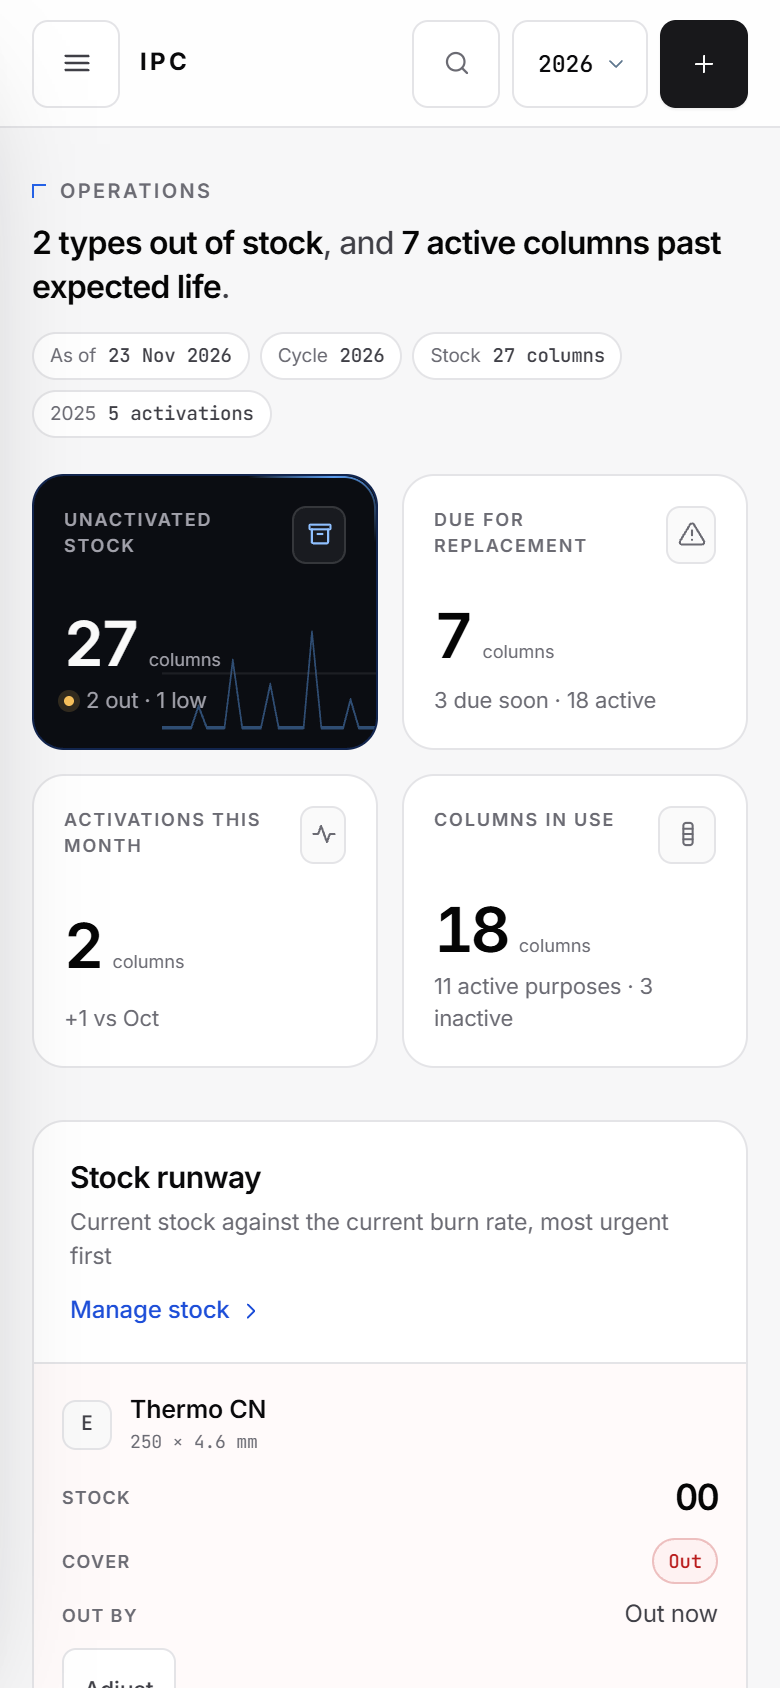 IPC
2026
OPERATIONS
2 types out of stock, and 7 active columns past
expected life.
As of 23 Nov 2026
Cycle 2026
Stock 27 columns
2025 5 activations
UNACTIVATED
STOCK
27 columns
2 out · 1 low
DUE FOR
REPLACEMENT
7 columns
3 due soon · 18 active
ACTIVATIONS THIS
MONTH
2 columns
+1 vs Oct
COLUMNS IN USE
18 columns
11 active purposes · 3
inactive
Stock runway
Current stock against the current burn rate, most urgent
first
Manage stock
E
Thermo CN
250 × 4.6 mm
STOCK 00
COVER Out
OUT BY Out now
Adjust